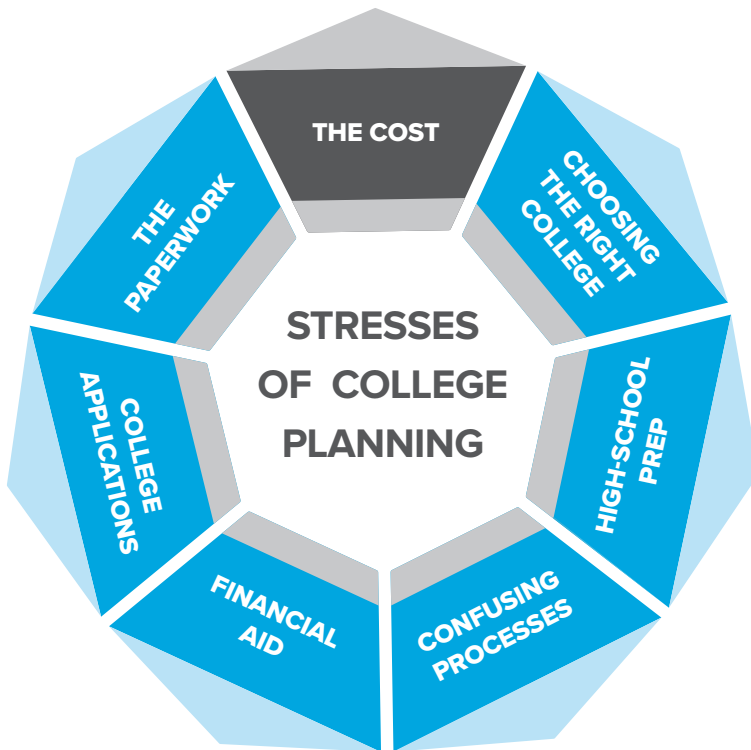 THE COST
CHOOSING
THE RIGHT
COLLEGE
HIGH-SCHOOL
PREP
CONFUSING
PROCESSES
FINANCIAL
AID
COLLEGE
APPLICATIONS
THE
PAPERWORK
STRESSES
OF COLLEGE
PLANNING